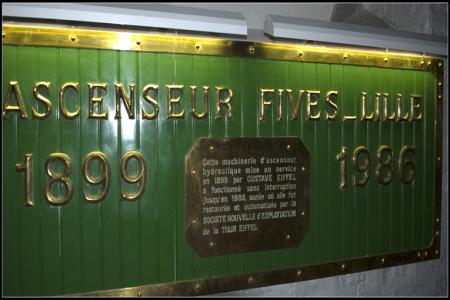 ASCENSEUR FIVES_LILLE
1899
1986
Cette machinerie d'ascenseur
hydraulique mise en service
en 1899 par GUSTAVE EIFFEL
a fonctionné sans interruption
jusqu'en 1986, année où elle fut
restaurée et automatisée par la
SOCIETE NOUVELLE D'EXPLOITATION
de la TOUR EIFFEL